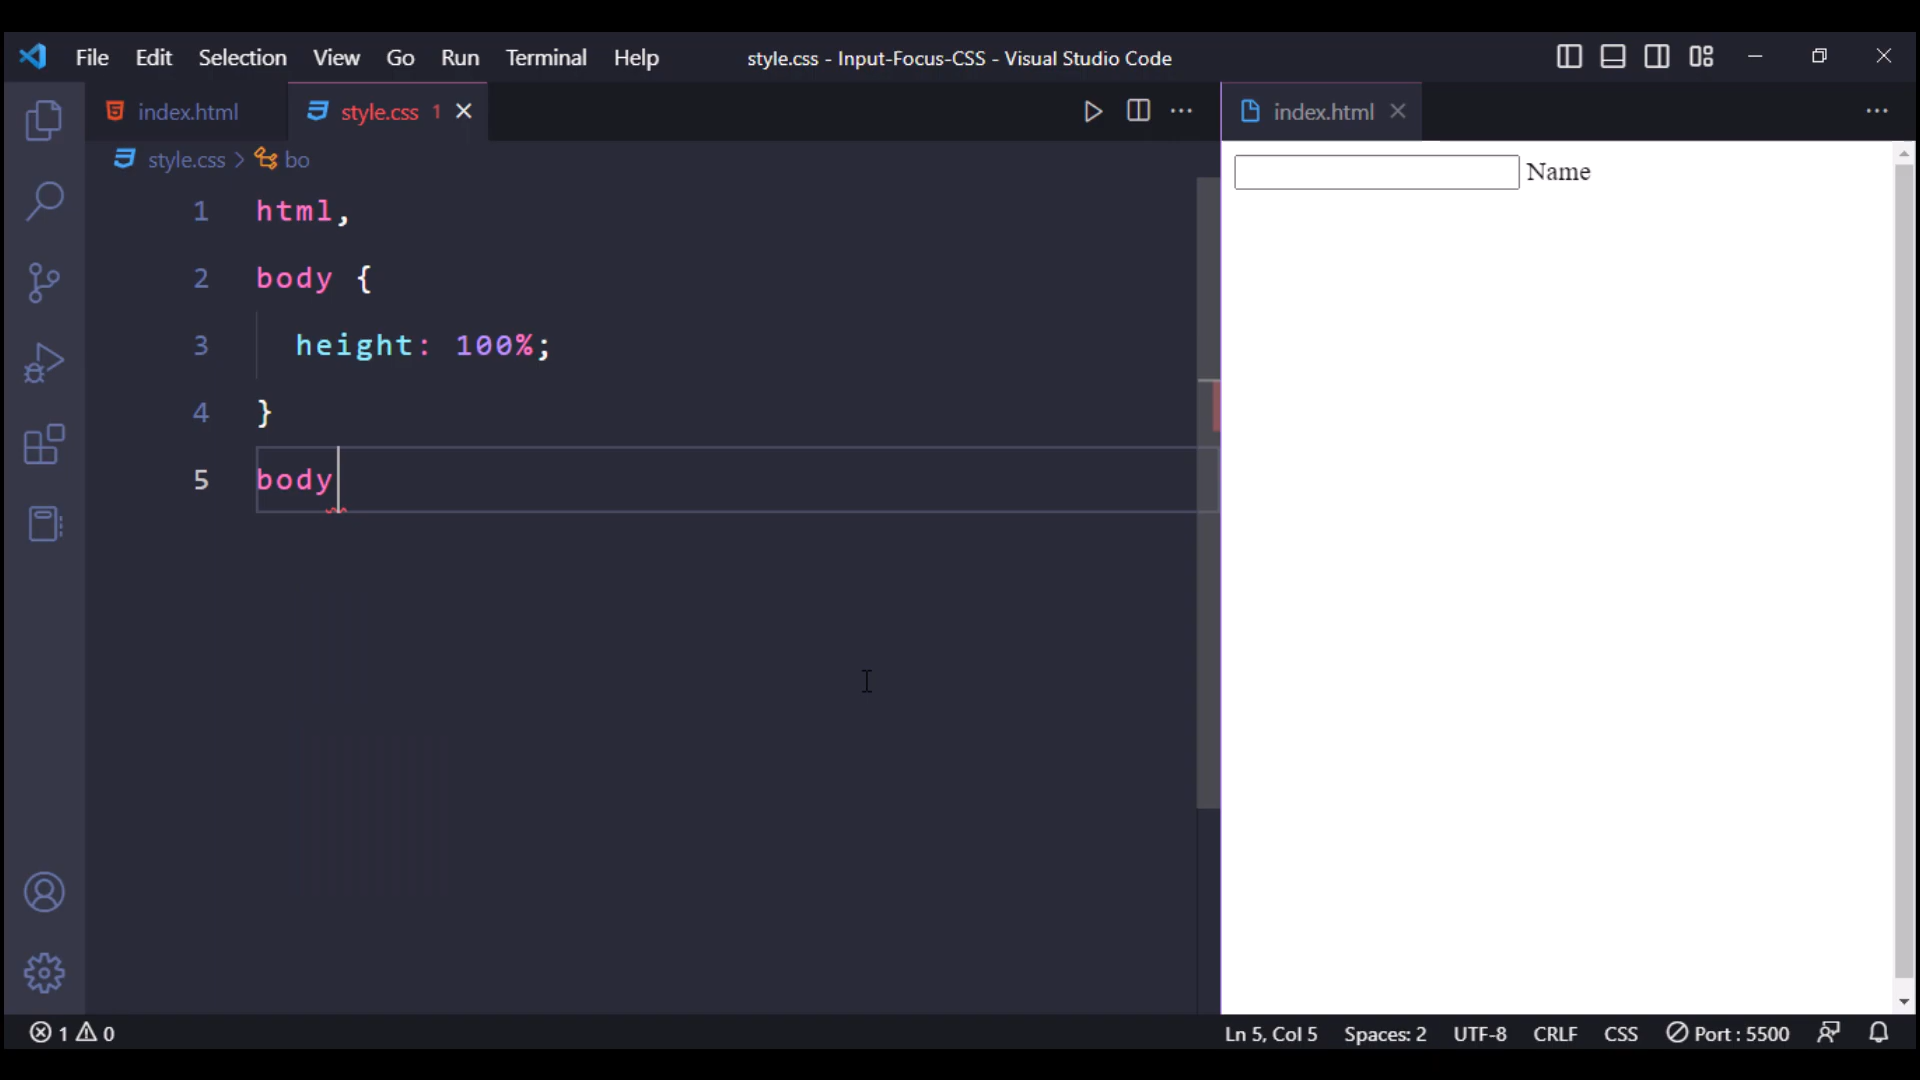 File Edit Selection View Go Run Terminal Help
style.css - Input-Focus-CSS - Visual Studio Code
index.html
style.css 1
index.html
style.css > bo
1 html,
2 body {
3 height: 100%;
4 }
5 body
Name
1 0
Ln 5, Col 5 Spaces: 2 UTF-8 CRLF CSS Port : 5500